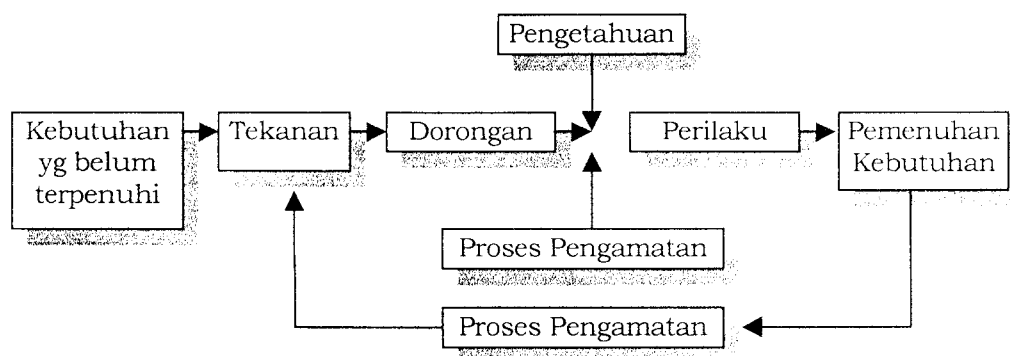 Pengetahuan
Kebutuhan
yg belum
terpenuhi
Tekanan
Dorongan
Perilaku
Pemenuhan
Kebutuhan
Proses Pengamatan
Proses Pengamatan